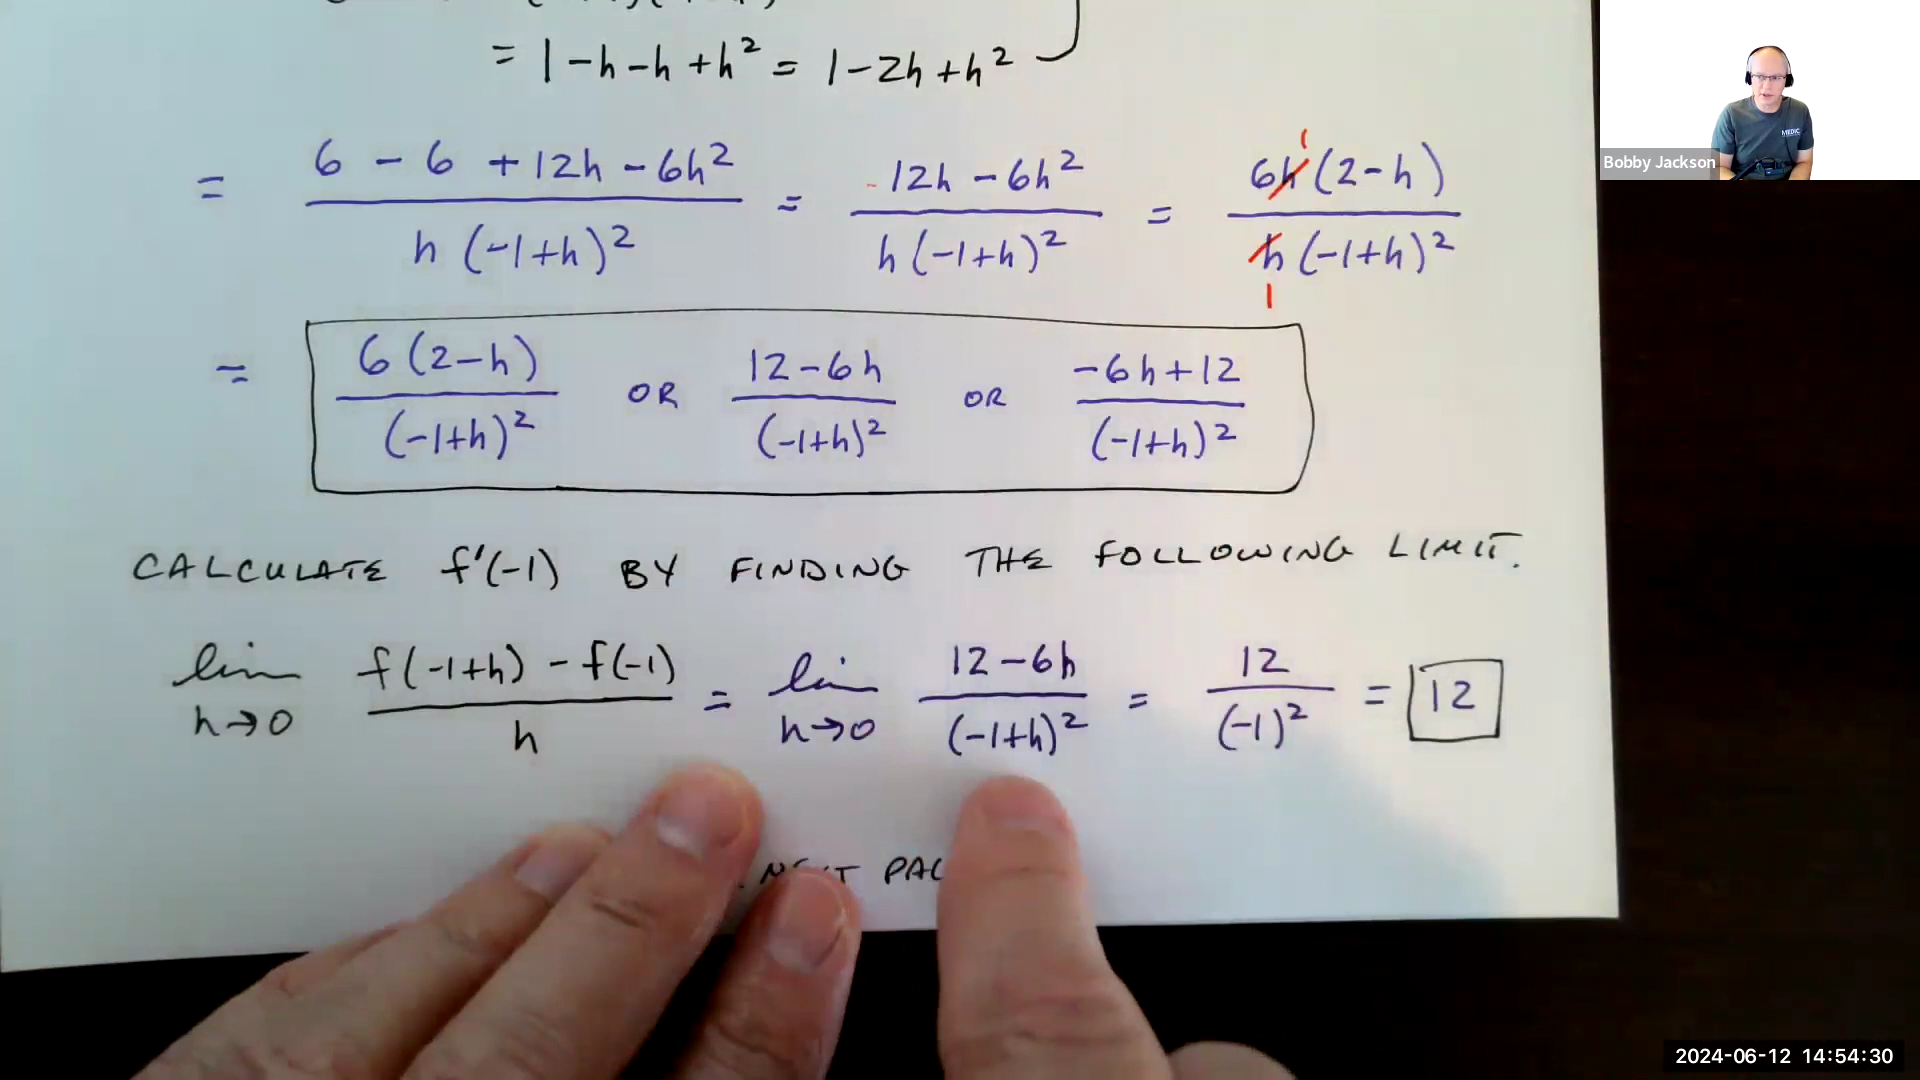 = 1-h-h+h² = 1-2h+h²
= 6 - 6 + 12h - 6h² / h(-1+h)² = 12h - 6h² / h(-1+h)² = 6h(2-h) / h(-1+h)²
1
1
= 6(2-h) / (-1+h)² OR 12-6h / (-1+h)² OR -6h+12 / (-1+h)²
CALCULATE f'(-1) BY FINDING THE FOLLOWING LIMIT.
lim h→0 f(-1+h) - f(-1) / h = lim h→0 12-6h / (-1+h)² = 12 / (-1)² = 12
MEDIC
Bobby Jackson
2024-06-12 14:54:30